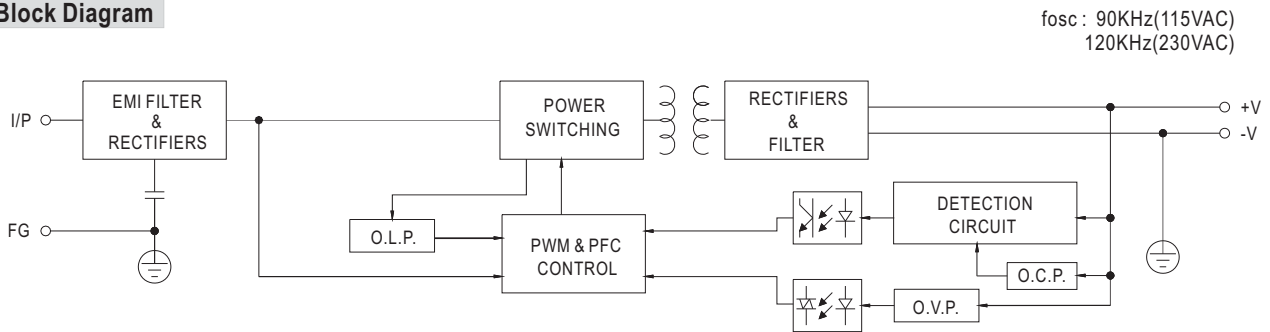 Block Diagram
fosc : 90KHz(115VAC)
120KHz(230VAC)
I/P
EMI FILTER
&
RECTIFIERS
POWER
SWITCHING
RECTIFIERS
&
FILTER
+V
-V
FG
O.L.P.
PWM & PFC
CONTROL
DETECTION
CIRCUIT
O.C.P.
O.V.P.